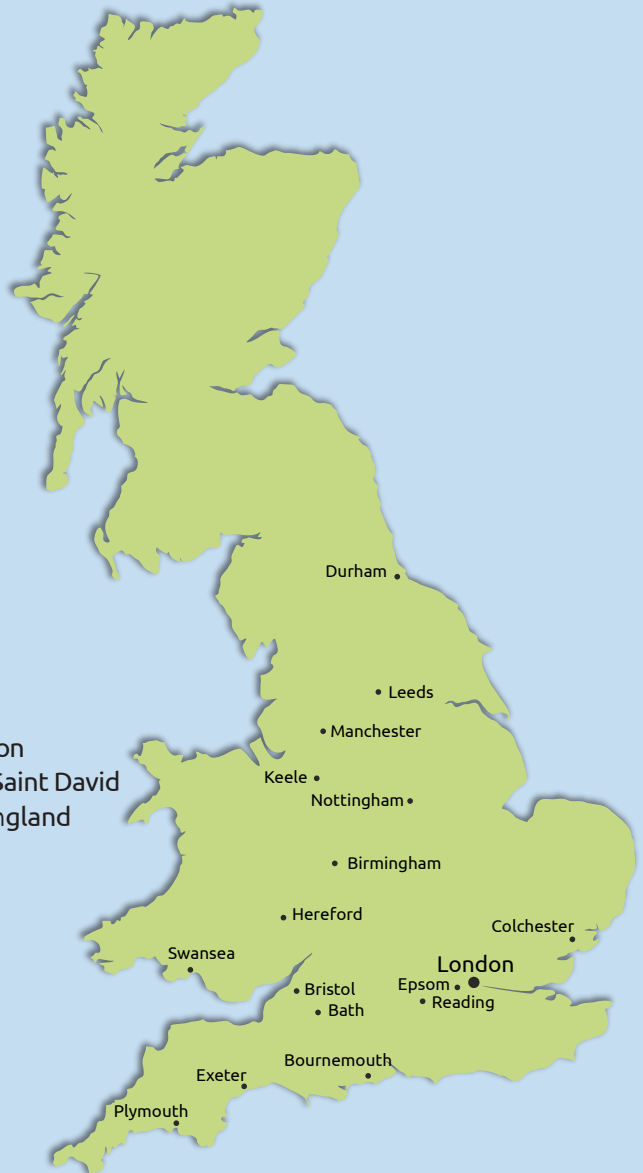 Durham
Leeds
Manchester
on
Saint David
Keele
ngland
Nottingham
Birmingham
Hereford
Colchester
Swansea
London
Epsom
Bristol
Reading
Bath
Bournemouth
Exeter
Plymouth